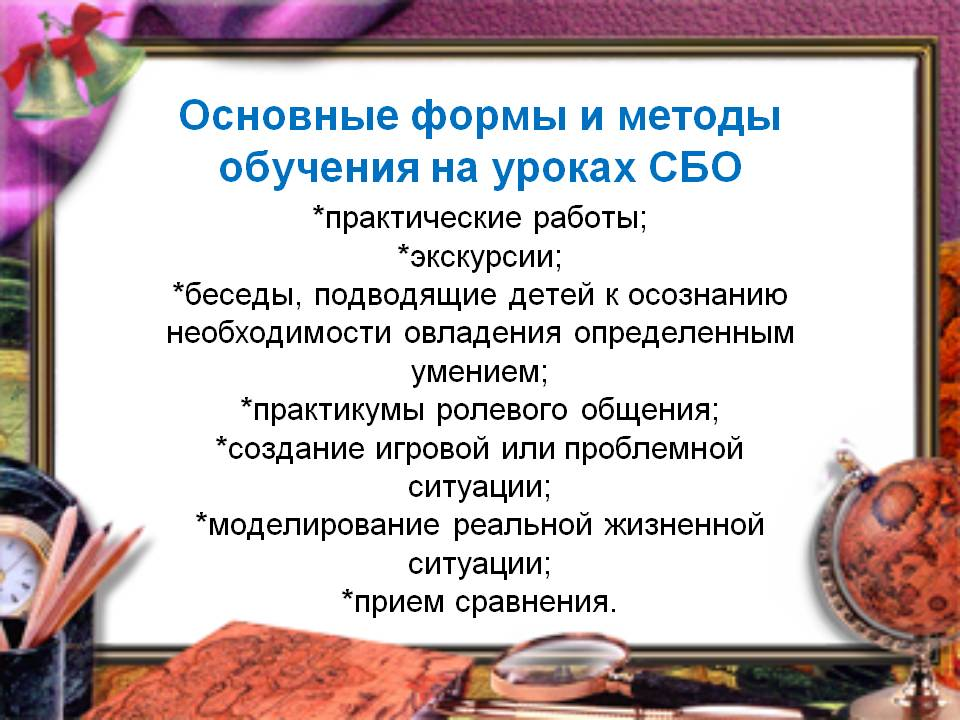 Основные формы и методы
обучения на уроках СБО
*практические работы;
*экскурсии;
*беседы, подводящие детей к осознанию
необходимости овладения определенным
умением;
*практикумы ролевого общения;
*создание игровой или проблемной
ситуации;
*моделирование реальной жизненной
ситуации;
*прием сравнения.